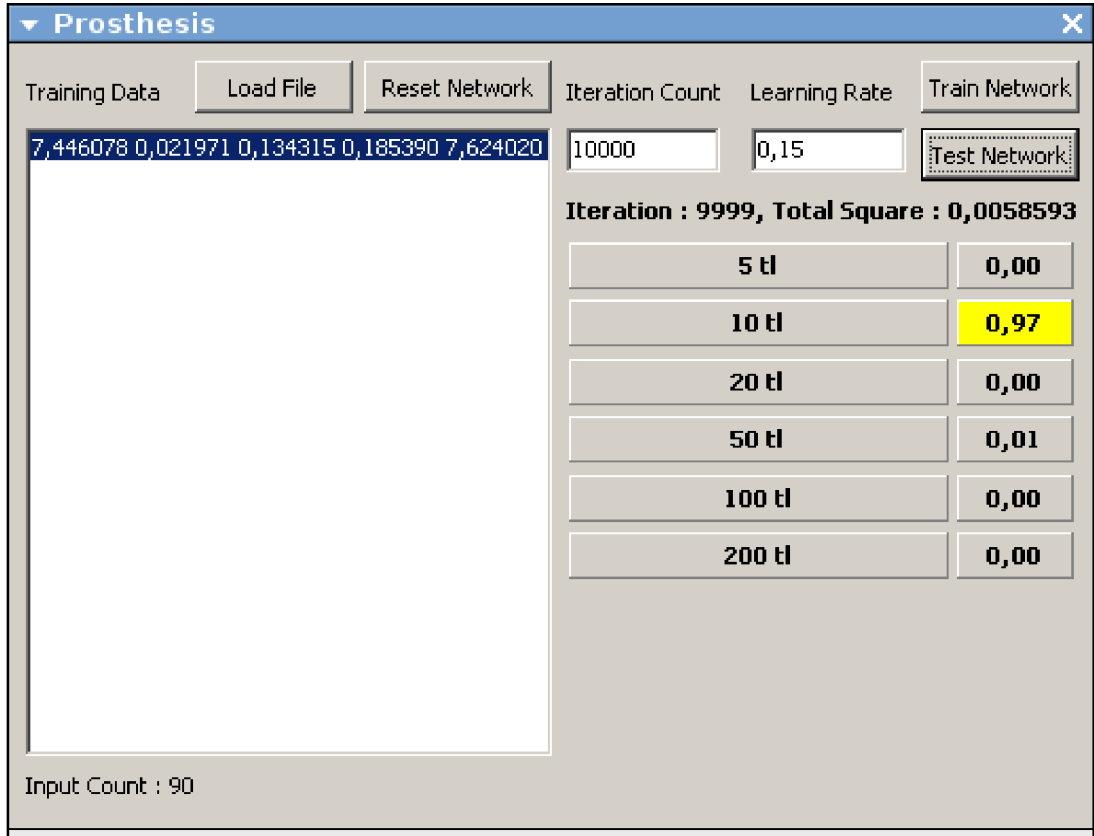 Prosthesis
Training Data
Load File
Reset Network
Iteration Count
Learning Rate
Train Network
7,446078 0,021971 0,134315 0,185390 7,624020
10000
0,15
Test Network
Iteration : 9999, Total Square : 0,0058593
5 tl 0,00
10 tl 0,97
20 tl 0,00
50 tl 0,01
100 tl 0,00
200 tl 0,00
Input Count : 90